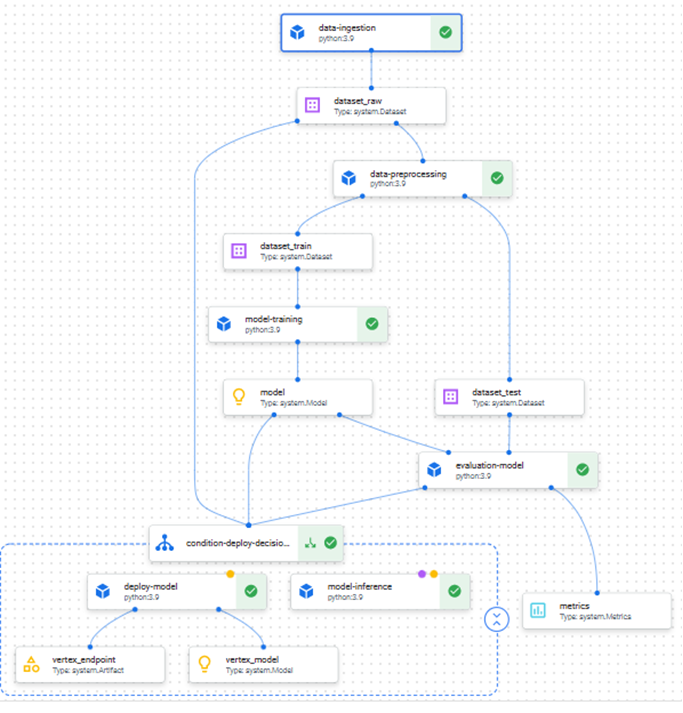 data-ingestion
python:3.9
dataset_raw
Type: system.Dataset
data-preprocessing
python:3.9
dataset_train
Type: system.Dataset
model-training
python:3.9
model
Type: system.Model
dataset_test
Type: system.Dataset
evaluation-model
python:3.9
condition-deploy-decisio...
deploy-model
python:3.9
model-inference
python:3.9
metrics
Type: system.Metrics
vertex_endpoint
Type: system.Artifact
vertex_model
Type: system.Model